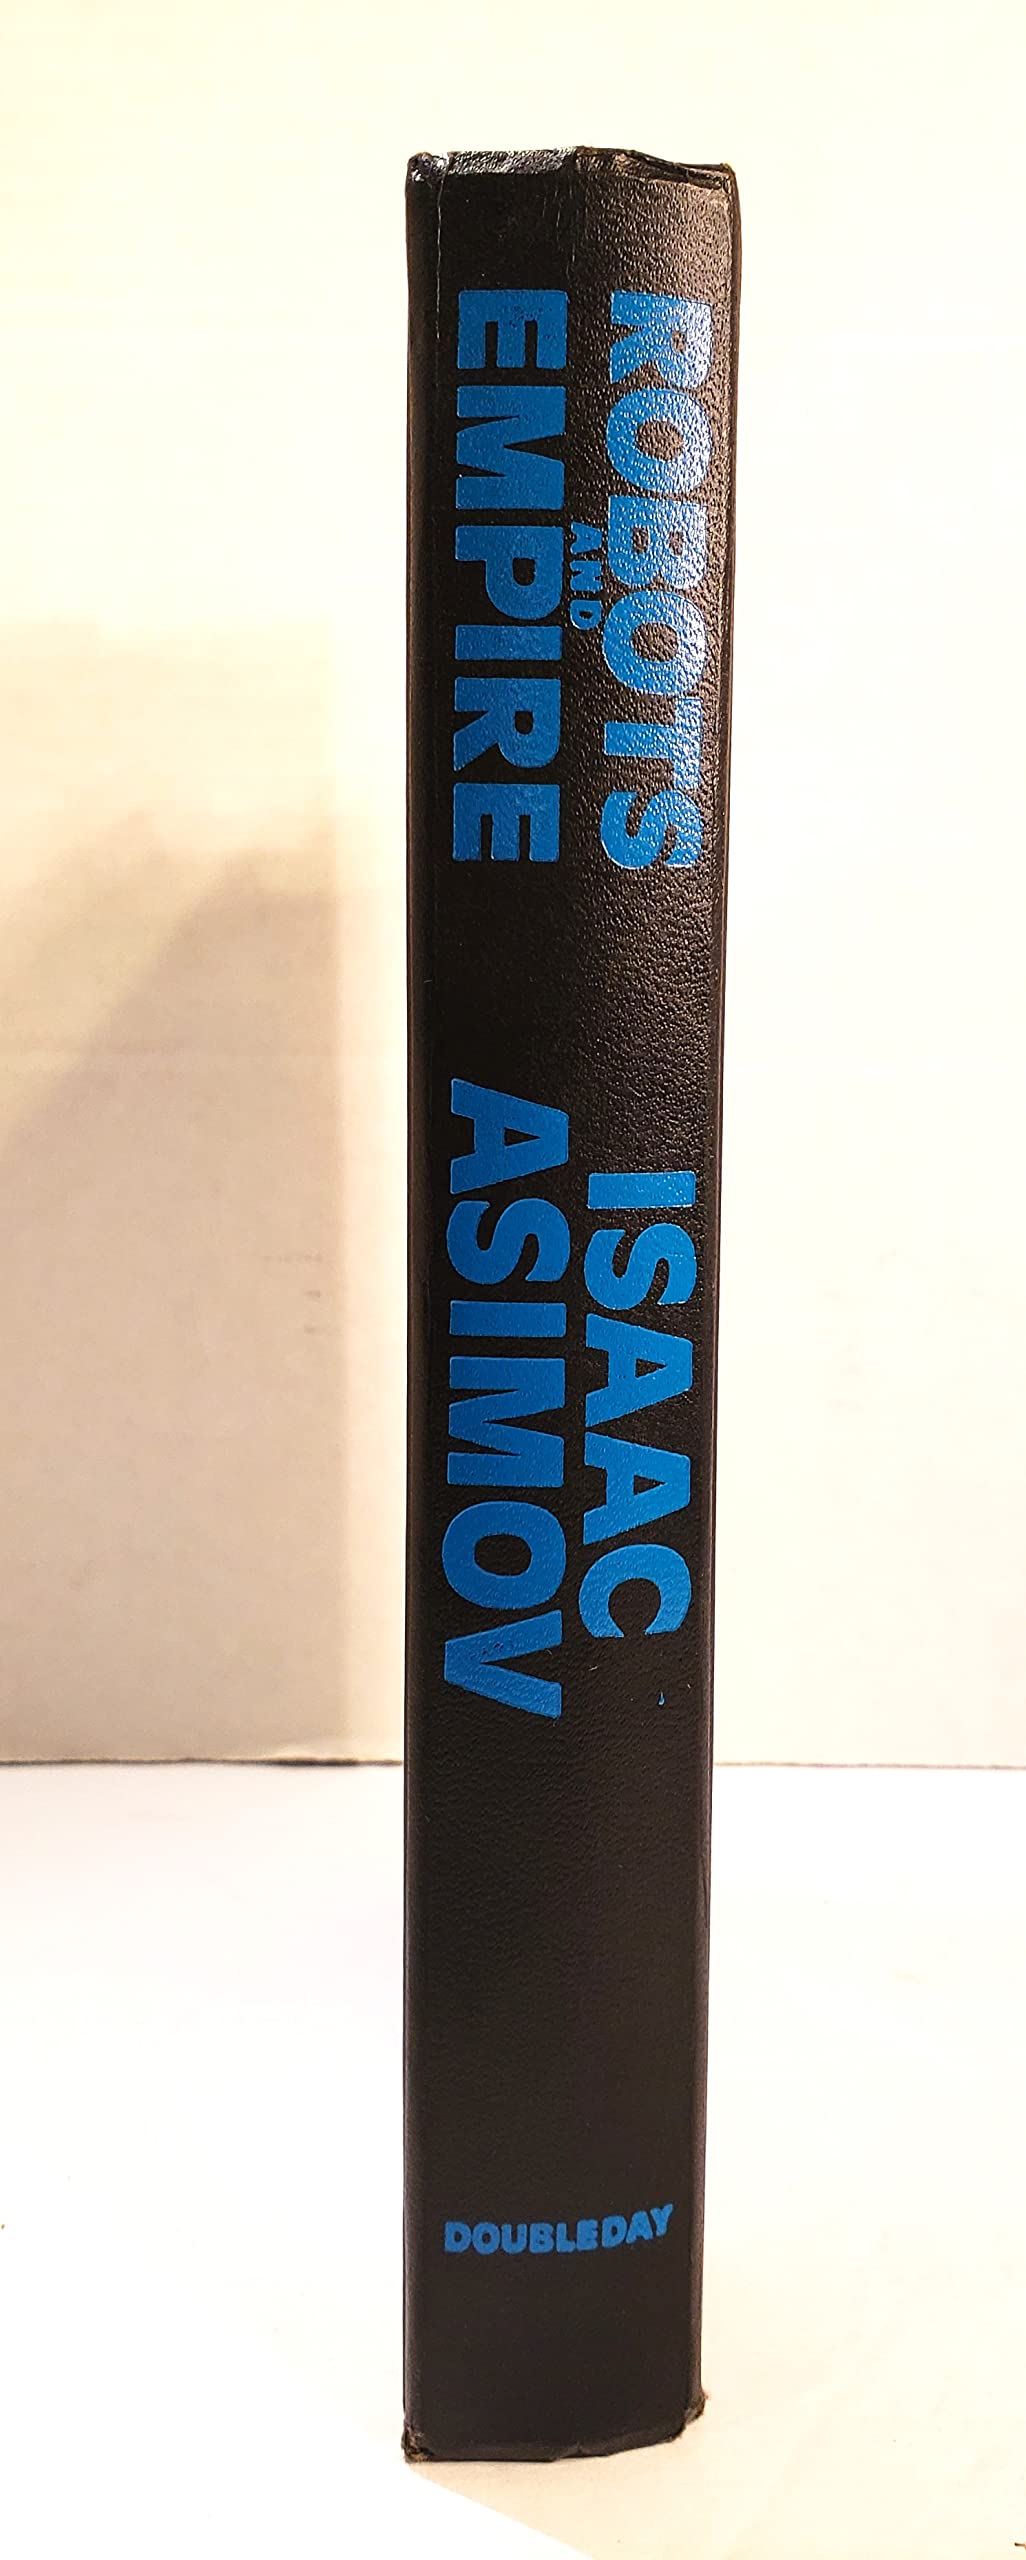 ROBOTS
AND
EMPIRE
ISAAC
ASIMOV
DOUBLEDAY